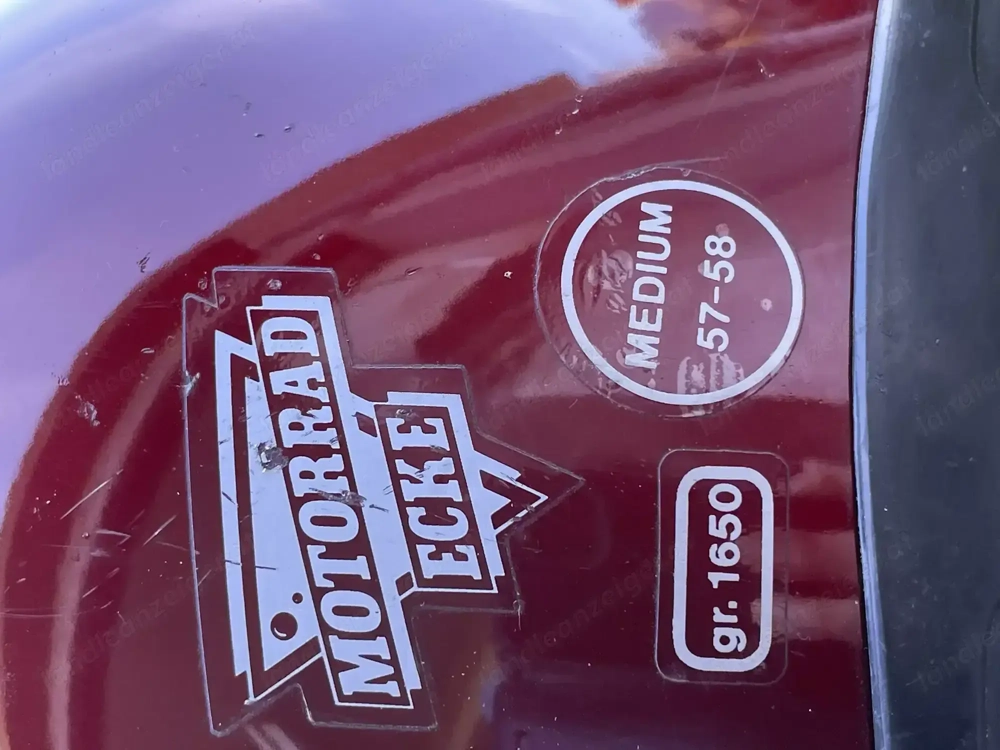 MOTORRAD
ECKE
MEDIUM
57-58
gr. 1650